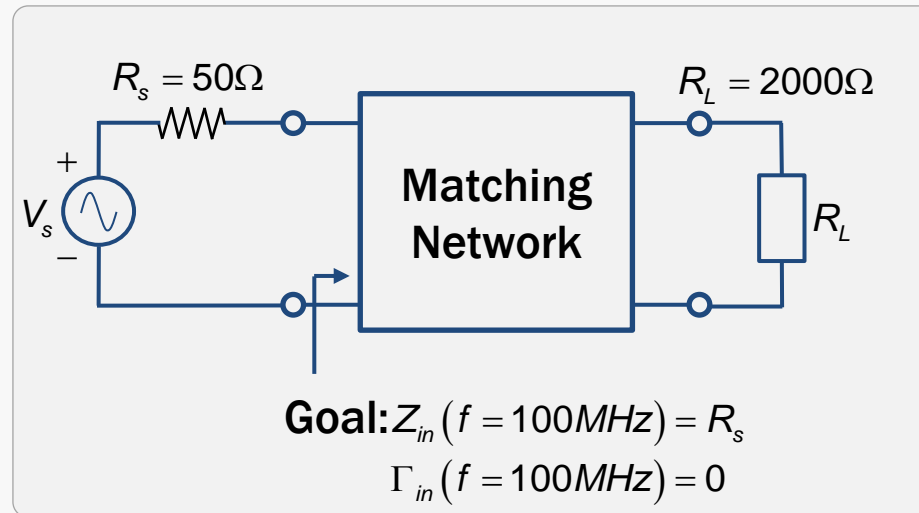 R_s = 50Ω
R_L = 2000Ω
+
V_s
−
Matching
Network
R_L
Goal: Z_in (f = 100MHz) = R_s
Γ_in (f = 100MHz) = 0